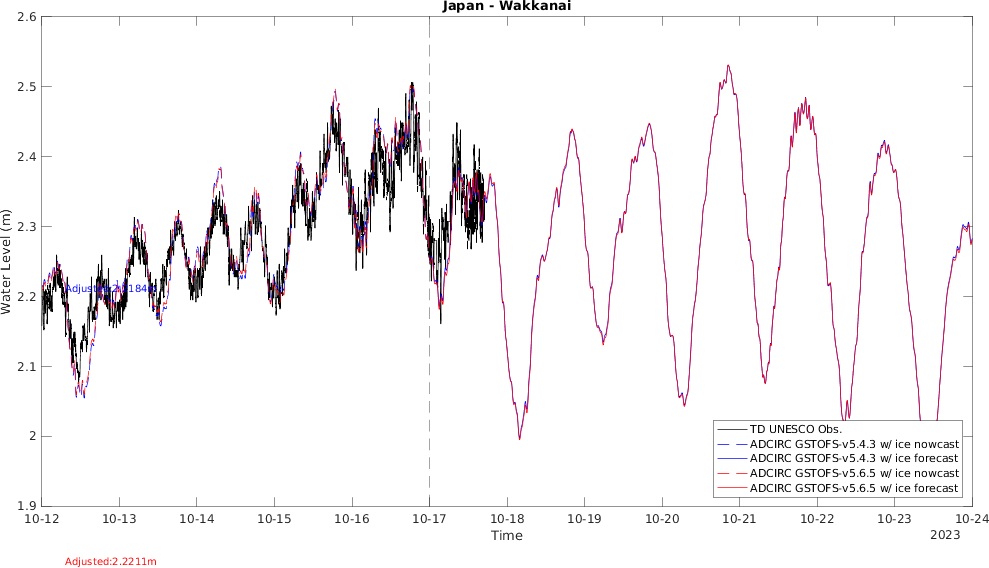 Japan - Wakkanai
Water Level (m)
2.6
2.5
2.4
2.3
2.2
2.1
2
1.9
TD UNESCO Obs.
ADCIRC GSTOFS-v5.4.3 w/ ice nowcast
ADCIRC GSTOFS-v5.4.3 w/ ice forecast
ADCIRC GSTOFS-v5.6.5 w/ ice nowcast
ADCIRC GSTOFS-v5.6.5 w/ ice forecast
10-12 10-13 10-14 10-15 10-16 10-17 10-18 10-19 10-20 10-21 10-22 10-23 10-24
2023
Time
Adjusted:2.2211m